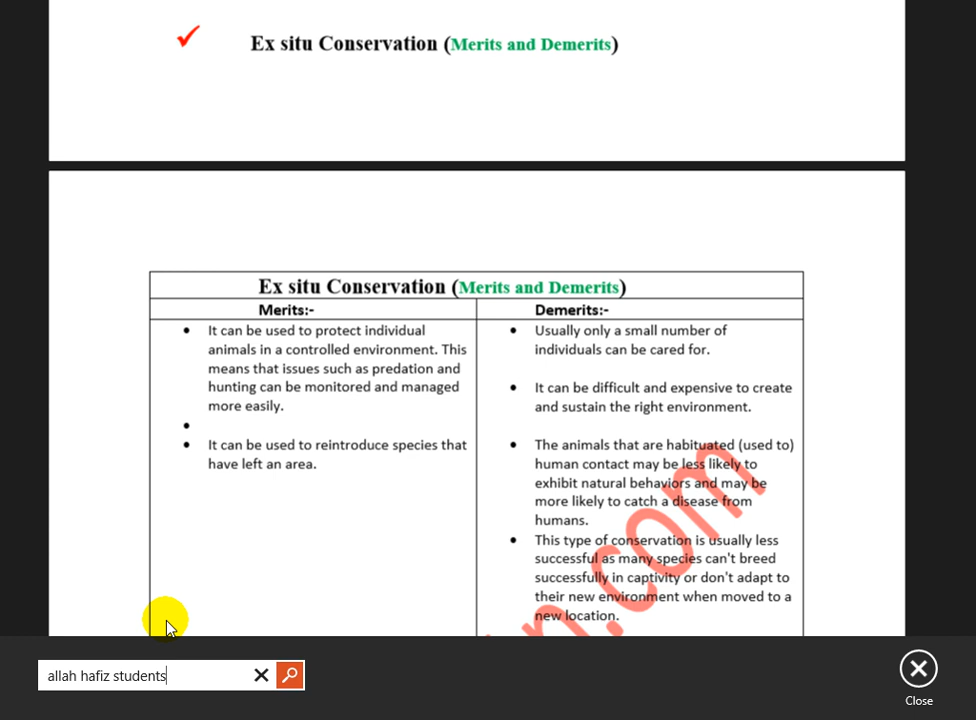 Ex situ Conservation (Merits and Demerits)
Ex situ Conservation (Merits and Demerits)
Merits:-
It can be used to protect individual
animals in a controlled environment. This
means that issues such as predation and
hunting can be monitored and managed
more easily.
It can be used to reintroduce species that
have left an area.
Demerits:-
Usually only a small number of
individuals can be cared for.
It can be difficult and expensive to create
and sustain the right environment.
The animals that are habituated (used to)
human contact may be less likely to
exhibit natural behaviors and may be
more likely to catch a disease from
humans.
This type of conservation is usually less
successful as many species can't breed
successfully in captivity or don't adapt to
their new environment when moved to a
new location.
n.com
allah hafiz students
Close